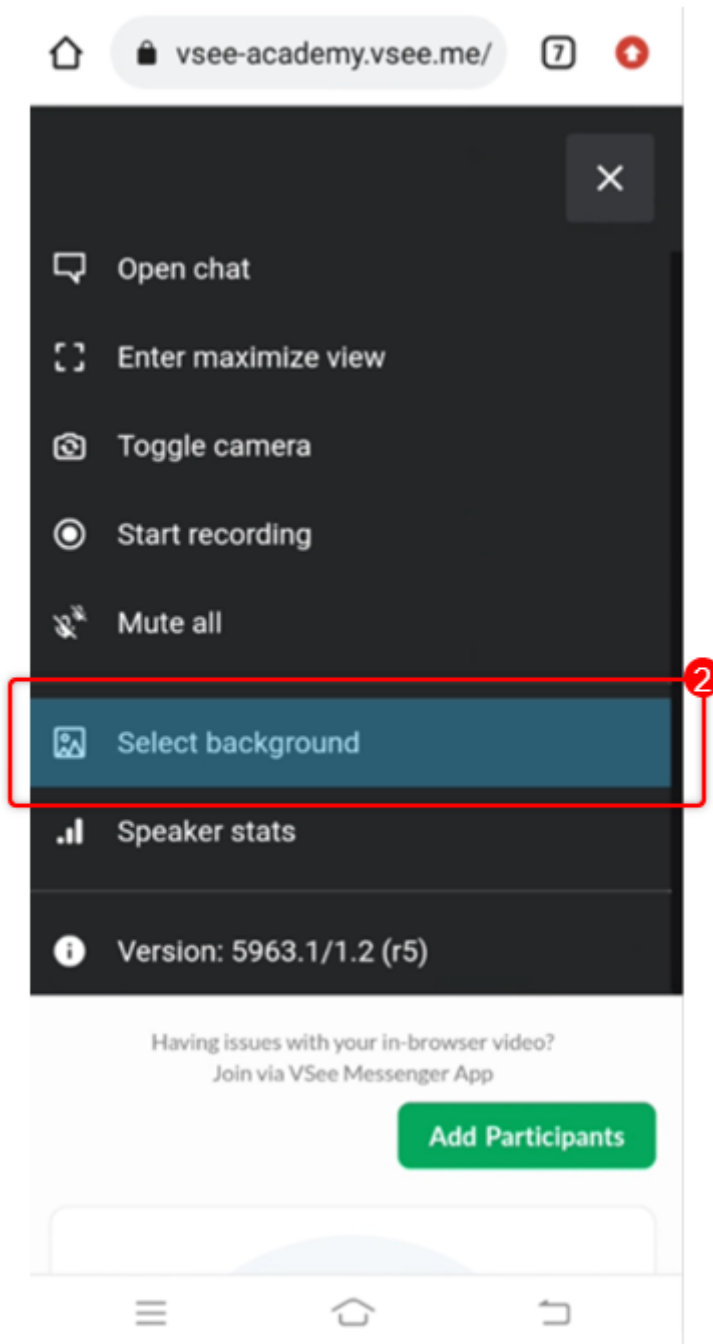 vsee-academy.vsee.me/
7
Open chat
Enter maximize view
Toggle camera
Start recording
Mute all
2
Select background
Speaker stats
Version: 5963.1/1.2 (r5)
Having issues with your in-browser video?
Join via VSee Messenger App
Add Participants